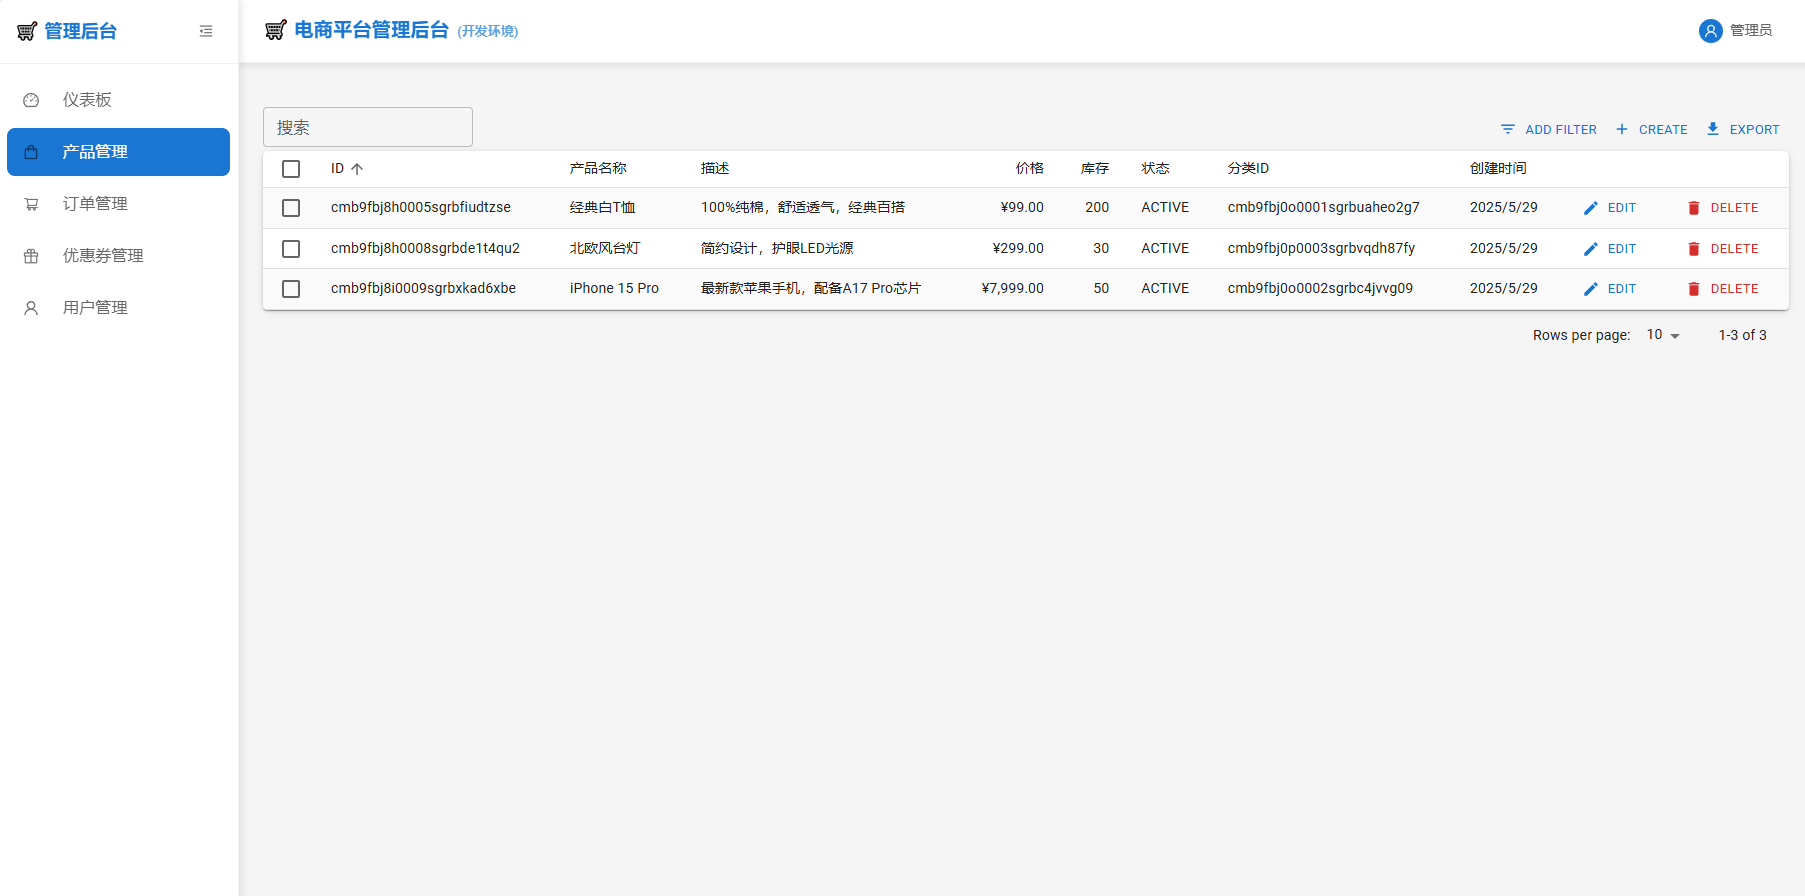 管理后台
电商平台管理后台 (开发环境)
管理员
仪表板
产品管理
订单管理
优惠券管理
用户管理
搜索
ADD FILTER CREATE EXPORT
ID 产品名称 描述 价格 库存 状态 分类ID 创建时间
cmb9fbj8h0005sgrbfiudtzse 经典白T恤 100%纯棉，舒适透气，经典百搭 ¥99.00 200 ACTIVE cmb9fbj0o0001sgrbuaheo2g7 2025/5/29 EDIT DELETE
cmb9fbj8h0008sgrbde1t4qu2 北欧风台灯 简约设计，护眼LED光源 ¥299.00 30 ACTIVE cmb9fbj0p0003sgrbvqdh87fy 2025/5/29 EDIT DELETE
cmb9fbj8i0009sgrbxkad6xbe iPhone 15 Pro 最新款苹果手机，配备A17 Pro芯片 ¥7,999.00 50 ACTIVE cmb9fbj0o0002sgrbc4jvvg09 2025/5/29 EDIT DELETE
Rows per page: 10 1-3 of 3